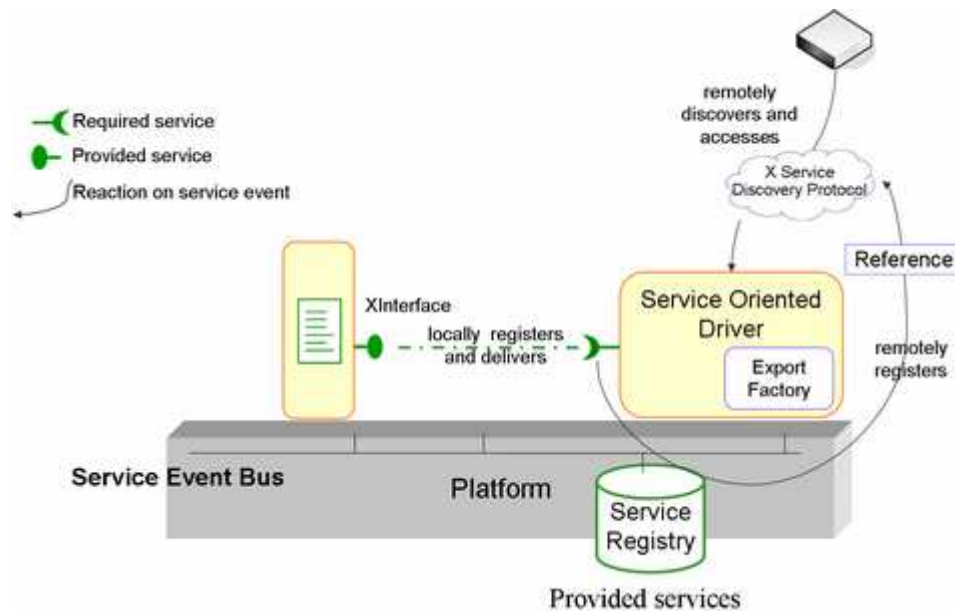 remotely
discovers and
accesses
Required service
Provided service
Reaction on service event
X Service
Discovery Protocol
Reference
XInterface
locally registers
and delivers
Service Oriented
Driver
Export
Factory
remotely
registers
Service Event Bus
Platform
Service
Registry
Provided services